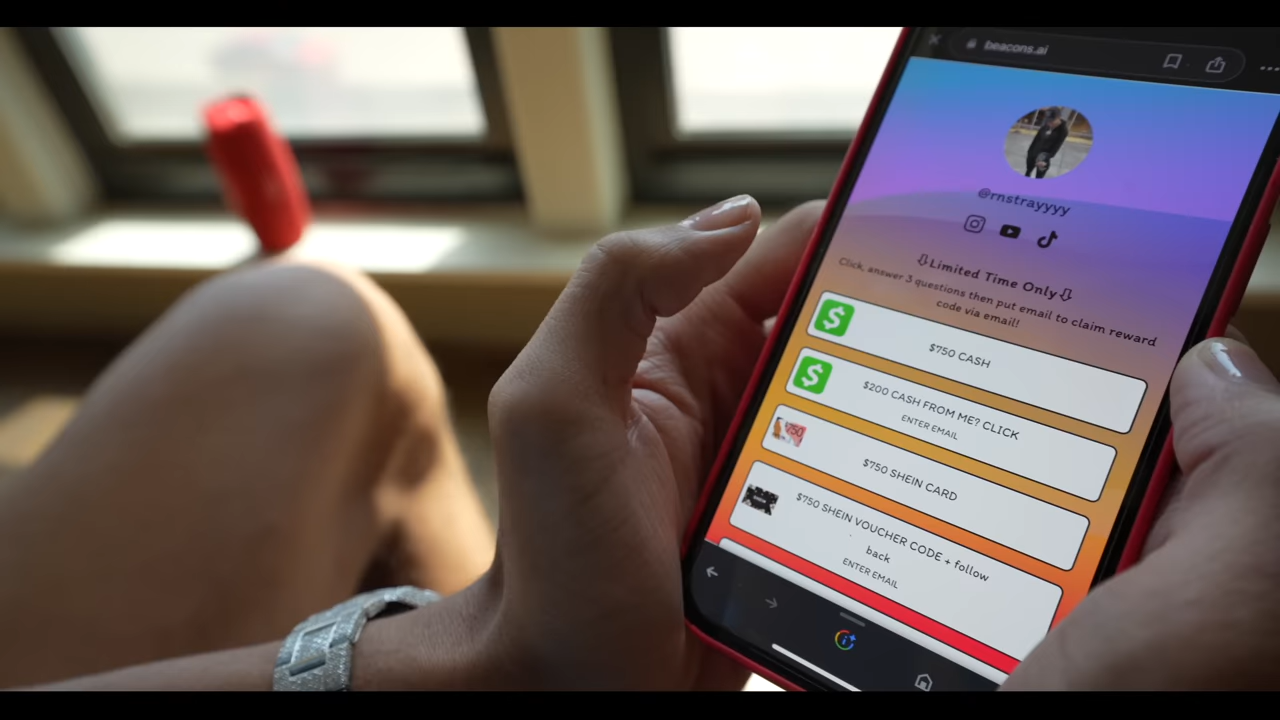 beacons.ai
@rnstrayyyy
⇩Limited Time Only⇩
Click, answer 3 questions then put email to claim reward
code via email!
$750 CASH
$200 CASH FROM ME? CLICK
ENTER EMAIL
$750 SHEIN CARD
$750 SHEIN VOUCHER CODE + follow
back
ENTER EMAIL